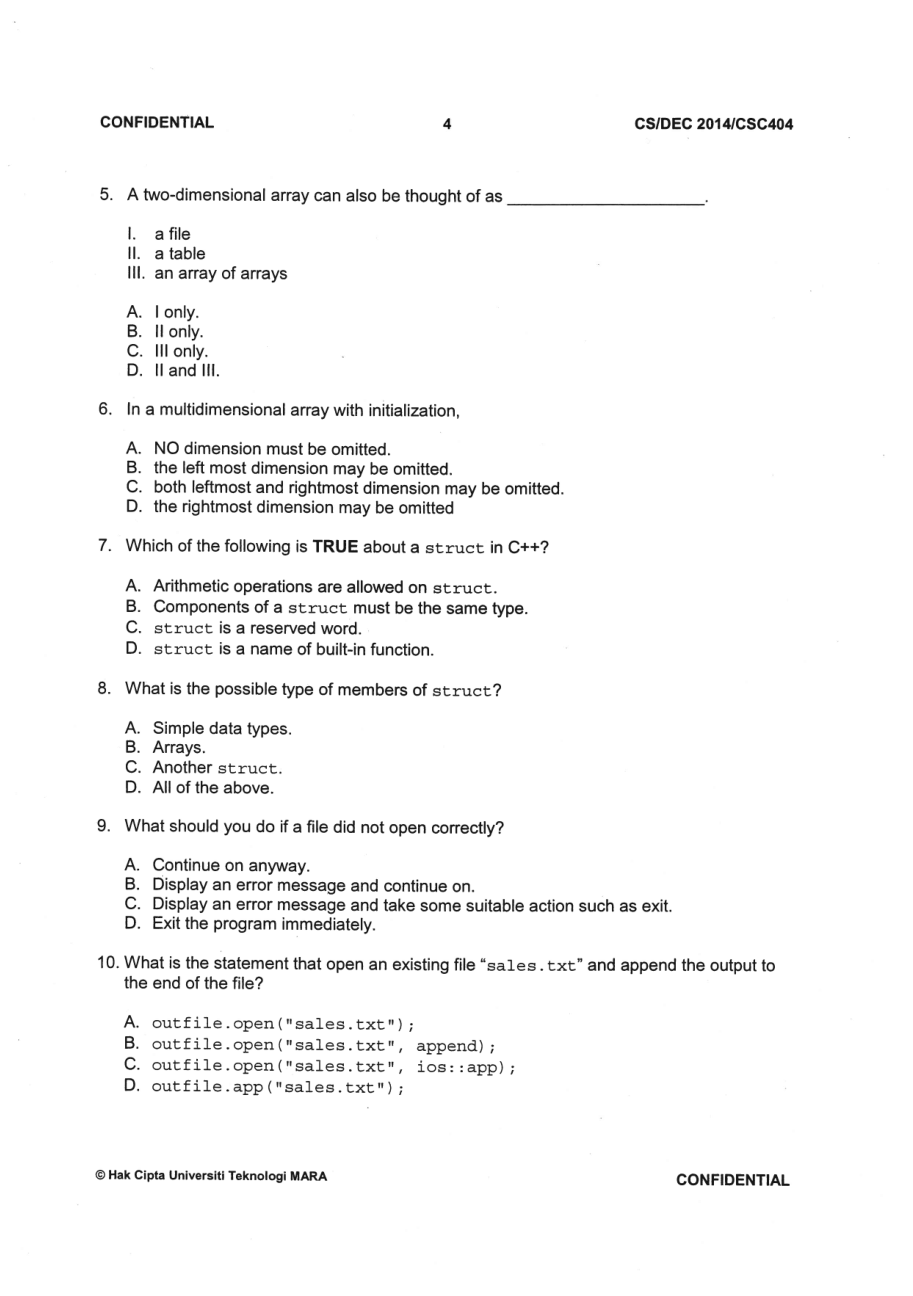 CONFIDENTIAL 4 CS/DEC 2014/CSC404
5. A two-dimensional array can also be thought of as ____________________.
I. a file
II. a table
III. an array of arrays
A. I only.
B. II only.
C. III only.
D. II and III.
6. In a multidimensional array with initialization,
A. NO dimension must be omitted.
B. the left most dimension may be omitted.
C. both leftmost and rightmost dimension may be omitted.
D. the rightmost dimension may be omitted
7. Which of the following is TRUE about a struct in C++?
A. Arithmetic operations are allowed on struct.
B. Components of a struct must be the same type.
C. struct is a reserved word.
D. struct is a name of built-in function.
8. What is the possible type of members of struct?
A. Simple data types.
B. Arrays.
C. Another struct.
D. All of the above.
9. What should you do if a file did not open correctly?
A. Continue on anyway.
B. Display an error message and continue on.
C. Display an error message and take some suitable action such as exit.
D. Exit the program immediately.
10. What is the statement that open an existing file “sales.txt” and append the output to
the end of the file?
A. outfile.open("sales.txt");
B. outfile.open("sales.txt", append);
C. outfile.open("sales.txt", ios::app);
D. outfile.app("sales.txt");
© Hak Cipta Universiti Teknologi MARA CONFIDENTIAL